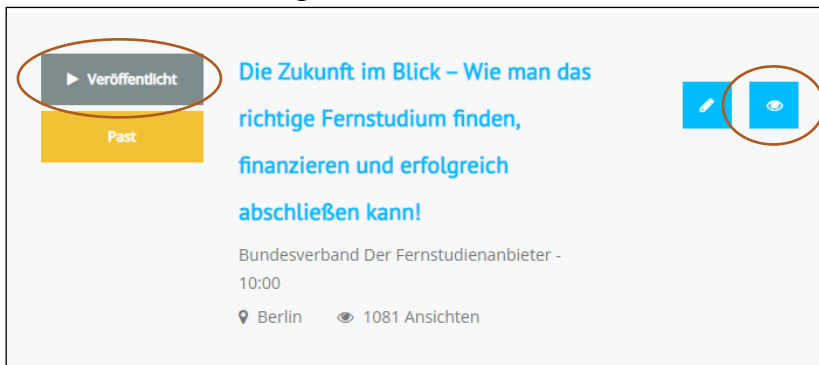 Veröffentlicht
Past
Die Zukunft im Blick – Wie man das
richtige Fernstudium finden,
finanzieren und erfolgreich
abschließen kann!
Bundesverband Der Fernstudienanbieter -
10:00
Berlin 1081 Ansichten